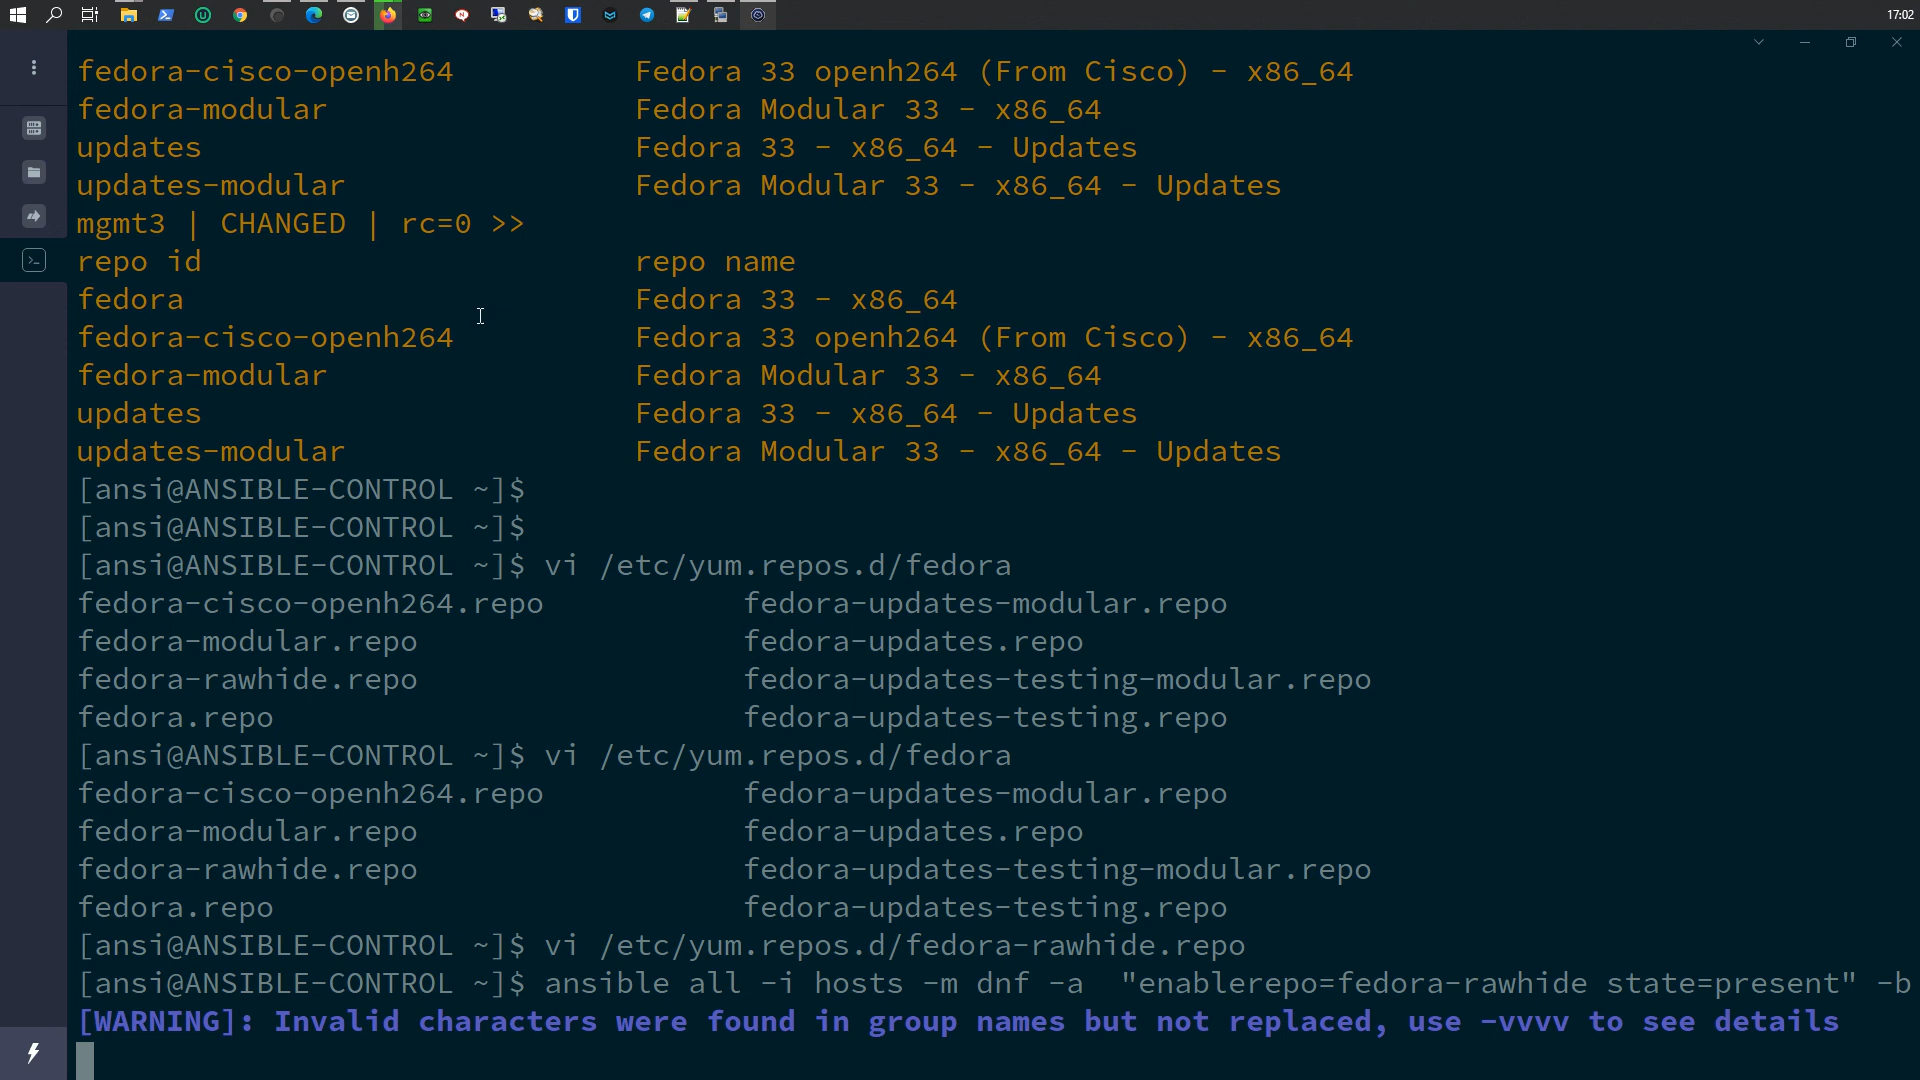 17:02
fedora-cisco-openh264 Fedora 33 openh264 (From Cisco) - x86_64
fedora-modular Fedora Modular 33 - x86_64
updates Fedora 33 - x86_64 - Updates
updates-modular Fedora Modular 33 - x86_64 - Updates
mgmt3 | CHANGED | rc=0 >>
repo id repo name
fedora Fedora 33 - x86_64
fedora-cisco-openh264 Fedora 33 openh264 (From Cisco) - x86_64
fedora-modular Fedora Modular 33 - x86_64
updates Fedora 33 - x86_64 - Updates
updates-modular Fedora Modular 33 - x86_64 - Updates
[ansi@ANSIBLE-CONTROL ~]$
[ansi@ANSIBLE-CONTROL ~]$
[ansi@ANSIBLE-CONTROL ~]$ vi /etc/yum.repos.d/fedora
fedora-cisco-openh264.repo fedora-updates-modular.repo
fedora-modular.repo fedora-updates.repo
fedora-rawhide.repo fedora-updates-testing-modular.repo
fedora.repo fedora-updates-testing.repo
[ansi@ANSIBLE-CONTROL ~]$ vi /etc/yum.repos.d/fedora
fedora-cisco-openh264.repo fedora-updates-modular.repo
fedora-modular.repo fedora-updates.repo
fedora-rawhide.repo fedora-updates-testing-modular.repo
fedora.repo fedora-updates-testing.repo
[ansi@ANSIBLE-CONTROL ~]$ vi /etc/yum.repos.d/fedora-rawhide.repo
[ansi@ANSIBLE-CONTROL ~]$ ansible all -i hosts -m dnf -a  "enablerepo=fedora-rawhide state=present" -b
[WARNING]: Invalid characters were found in group names but not replaced, use -vvvv to see details